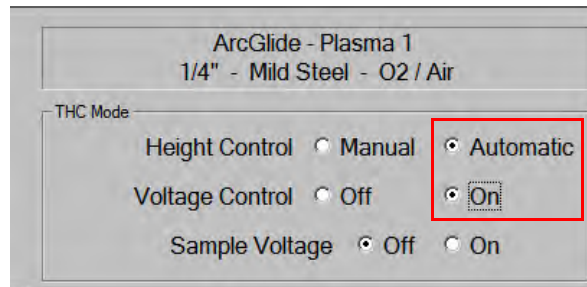 ArcGlide - Plasma 1
1/4" - Mild Steel - O2 / Air
THC Mode
Height Control Manual Automatic
Voltage Control Off On
Sample Voltage Off On